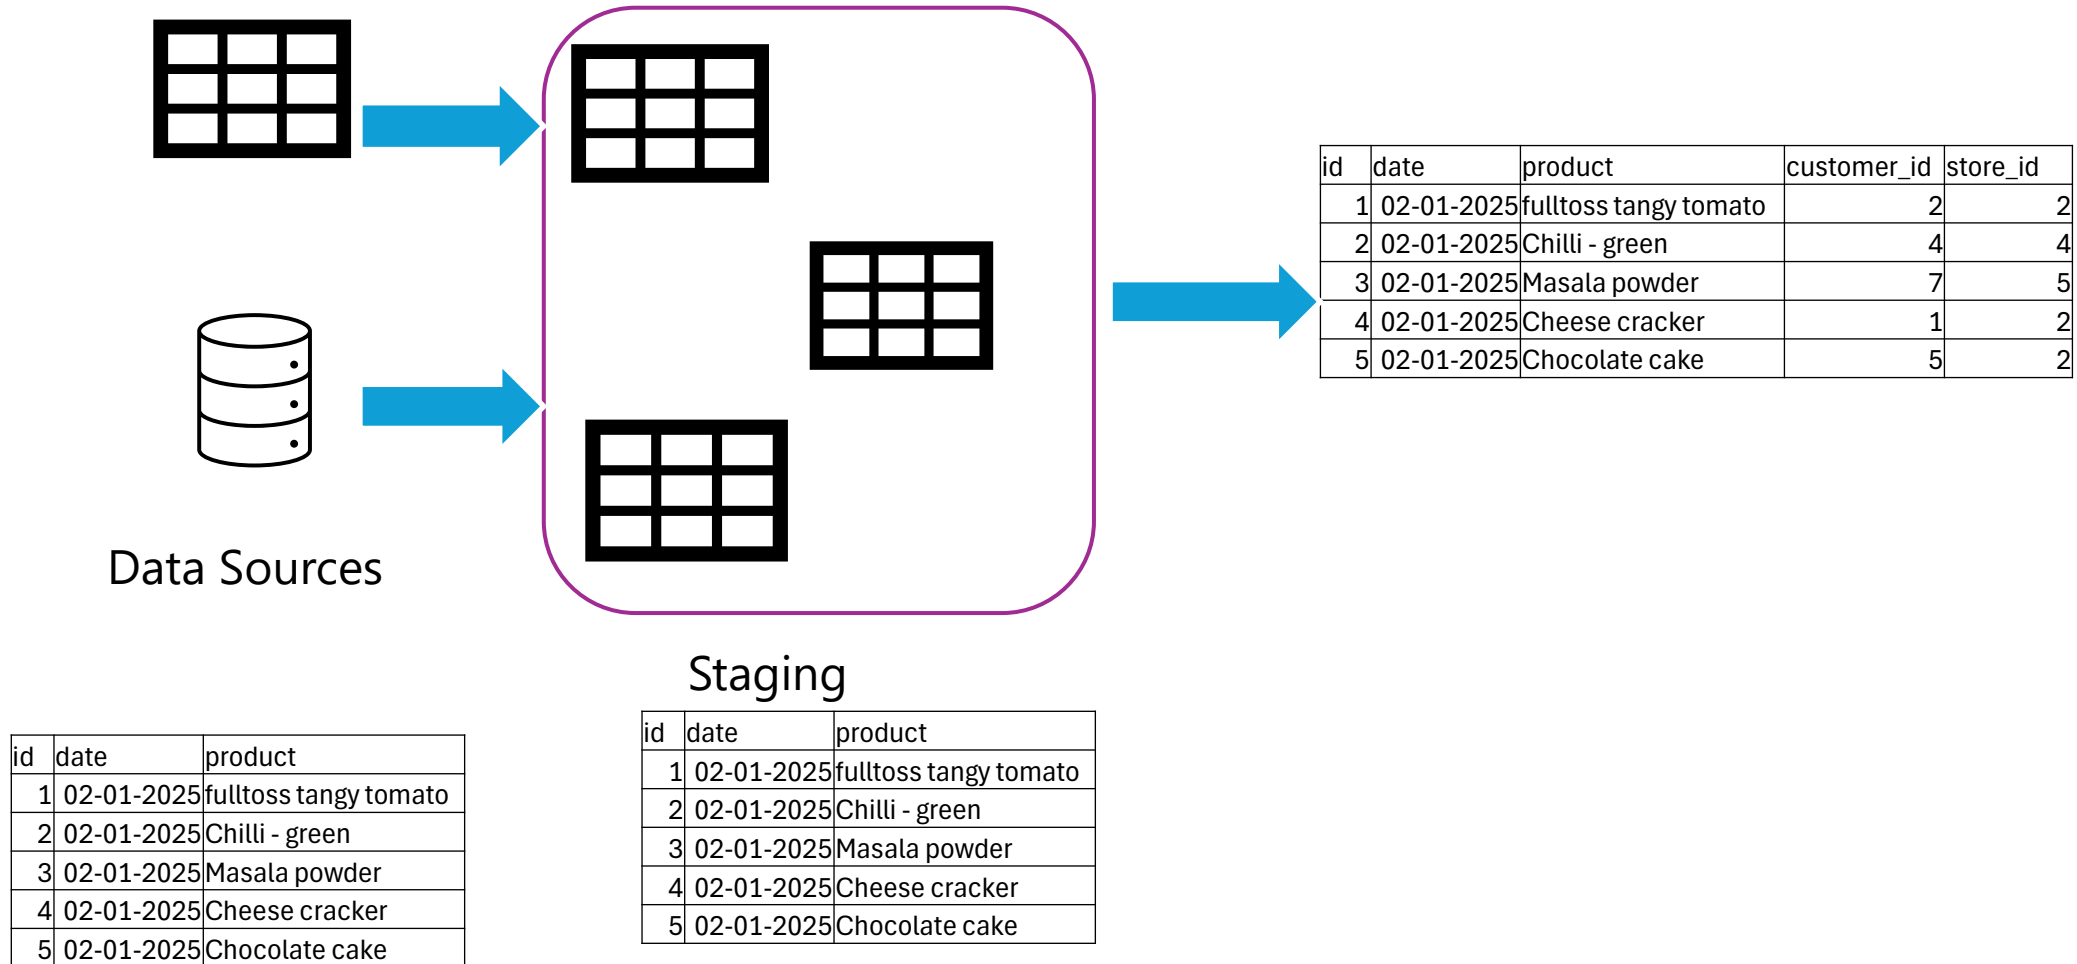 id date product customer_id store_id
1 02-01-2025 fulltoss tangy tomato 2 2
2 02-01-2025 Chilli - green 4 4
3 02-01-2025 Masala powder 7 5
4 02-01-2025 Cheese cracker 1 2
5 02-01-2025 Chocolate cake 5 2
Data Sources
Staging
id date product
1 02-01-2025 fulltoss tangy tomato
2 02-01-2025 Chilli - green
3 02-01-2025 Masala powder
4 02-01-2025 Cheese cracker
5 02-01-2025 Chocolate cake
id date product
1 02-01-2025 fulltoss tangy tomato
2 02-01-2025 Chilli - green
3 02-01-2025 Masala powder
4 02-01-2025 Cheese cracker
5 02-01-2025 Chocolate cake